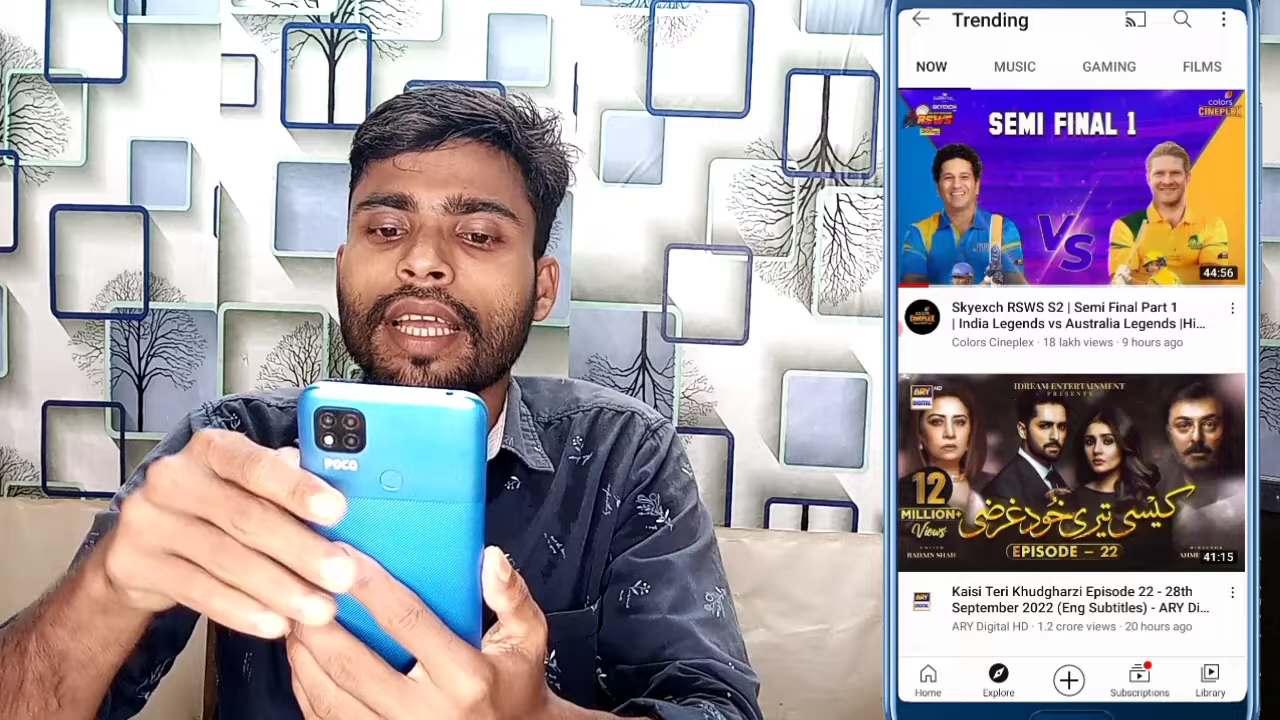 POCO
Trending
NOW MUSIC GAMING FILMS
RSWS
colors
CINEPLEX
SEMI FINAL 1
VS
44:56
Skyexch RSWS S2 | Semi Final Part 1
| India Legends vs Australia Legends |Hi...
Colors Cineplex · 18 lakh views · 9 hours ago
ARY
DIGITAL
HD
IDREAM ENTERTAINMENT
PRESENTS
12
MILLION+
Views
کیسی تیری خودغرضی
EPISODE - 22
41:15
Kaisi Teri Khudgharzi Episode 22 - 28th
September 2022 (Eng Subtitles) - ARY Di...
ARY Digital HD · 1.2 crore views · 20 hours ago
Home Explore Subscriptions Library